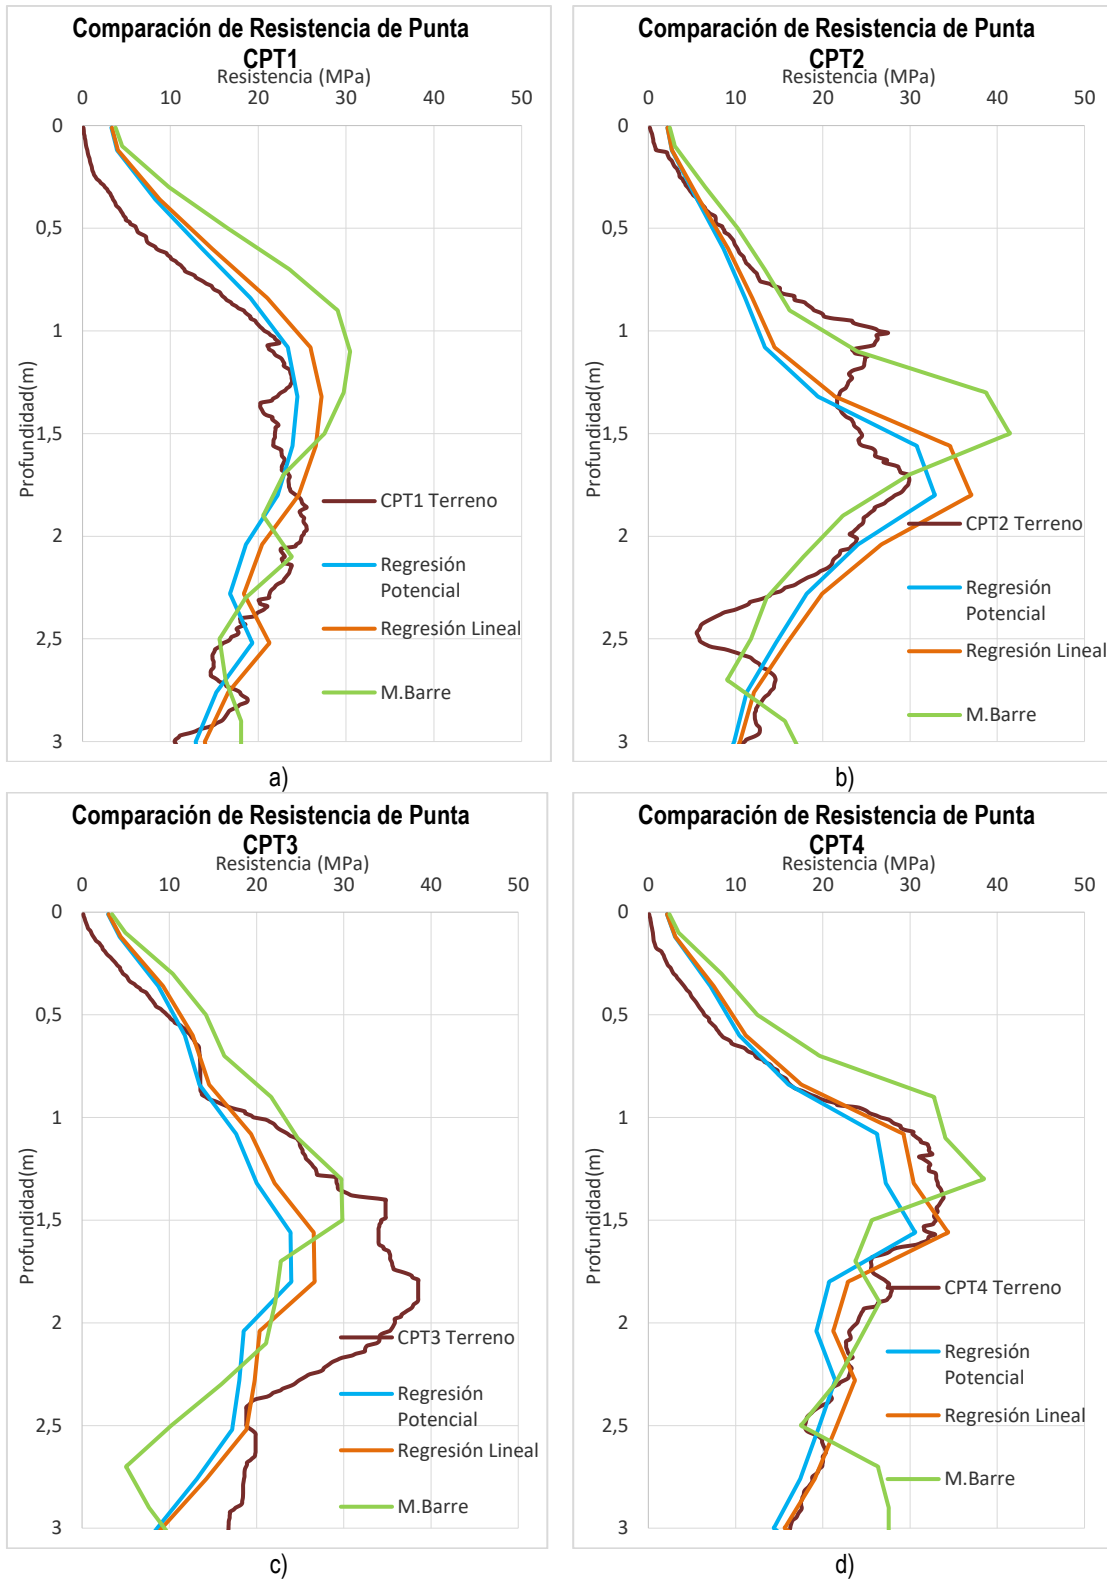 Comparación de Resistencia de Punta
CPT1
Resistencia (MPa)
0 10 20 30 40 50
0
0,5
1
1,5
2
2,5
3
Profundidad(m)
CPT1 Terreno
Regresión
Potencial
Regresión Lineal
M.Barre
a)
Comparación de Resistencia de Punta
CPT2
Resistencia (MPa)
0 10 20 30 40 50
0
0,5
1
1,5
2
2,5
3
Profundidad(m)
CPT2 Terreno
Regresión
Potencial
Regresión Lineal
M.Barre
b)
Comparación de Resistencia de Punta
CPT3
Resistencia (MPa)
0 10 20 30 40 50
0
0,5
1
1,5
2
2,5
3
Profundidad(m)
CPT3 Terreno
Regresión
Potencial
Regresión Lineal
M.Barre
c)
Comparación de Resistencia de Punta
CPT4
Resistencia (MPa)
0 10 20 30 40 50
0
0,5
1
1,5
2
2,5
3
Profundidad(m)
CPT4 Terreno
Regresión
Potencial
Regresión Lineal
M.Barre
d)